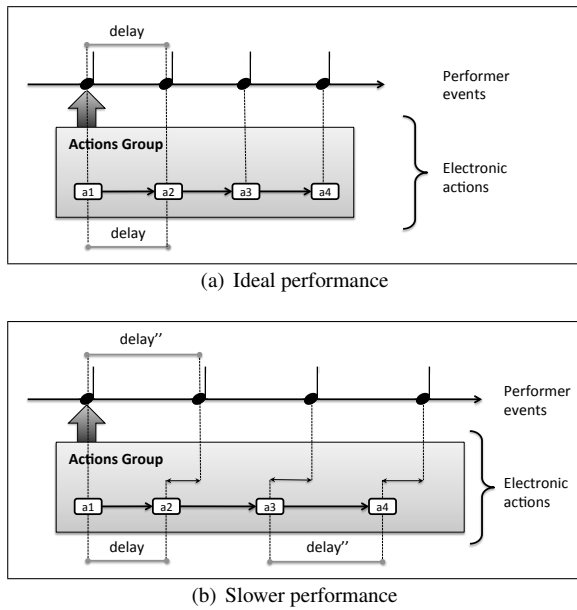 delay
Performer
events
Actions Group
a1 a2 a3 a4
Electronic
actions
delay
(a) Ideal performance
delay’’
Performer
events
Actions Group
a1 a2 a3 a4
Electronic
actions
delay delay’’
(b) Slower performance